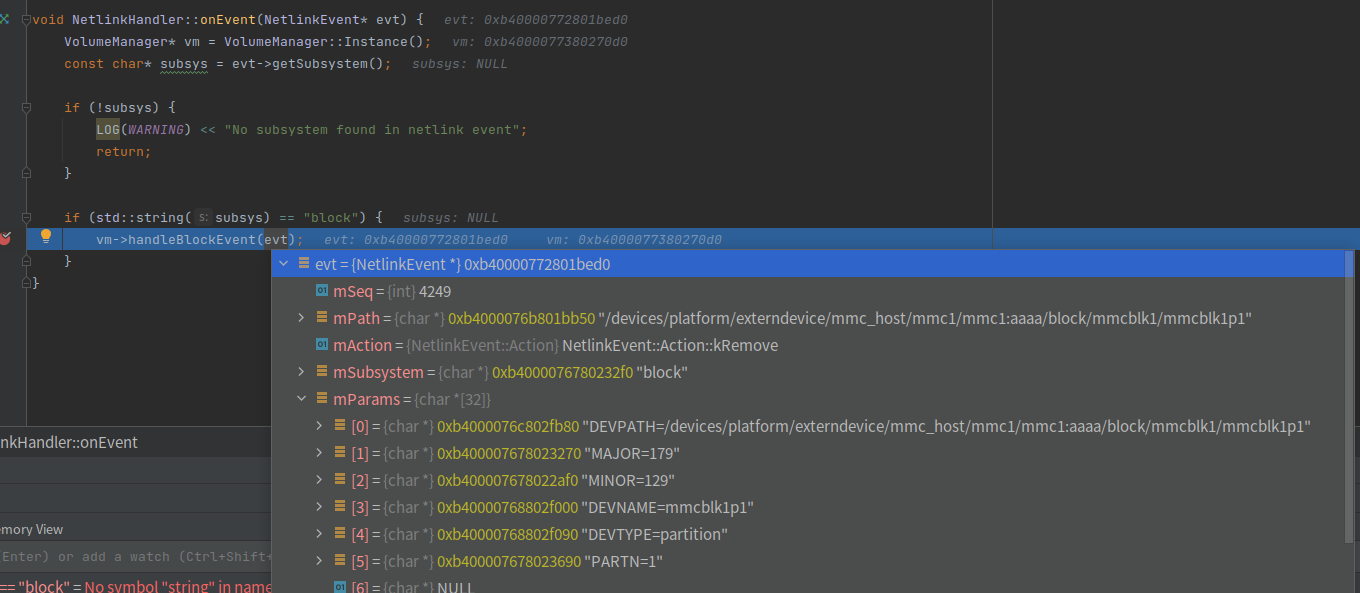 void NetlinkHandler::onEvent(NetlinkEvent* evt) {   evt: 0xb40000772801bed0
VolumeManager* vm = VolumeManager::Instance();   vm: 0xb4000077380270d0
const char* subsys = evt->getSubsystem();   subsys: NULL
if (!subsys) {
LOG(WARNING) << "No subsystem found in netlink event";
return;
}
if (std::string( s: subsys) == "block") {   subsys: NULL
vm->handleBlockEvent(evt);   evt: 0xb40000772801bed0   vm: 0xb4000077380270d0
}
}
evt = {NetlinkEvent *} 0xb40000772801bed0
01 mSeq = {int} 4249
mPath = {char *} 0xb4000076b801bb50 "/devices/platform/externdevice/mmc_host/mmc1/mmc1:aaaa/block/mmcblk1/mmcblk1p1"
01 mAction = {NetlinkEvent::Action} NetlinkEvent::Action::kRemove
mSubsystem = {char *} 0xb4000076780232f0 "block"
mParams = {char *[32]}
[0] = {char *} 0xb4000076c802fb80 "DEVPATH=/devices/platform/externdevice/mmc_host/mmc1/mmc1:aaaa/block/mmcblk1/mmcblk1p1"
[1] = {char *} 0xb400007678023270 "MAJOR=179"
[2] = {char *} 0xb400007678022af0 "MINOR=129"
[3] = {char *} 0xb40000768802f000 "DEVNAME=mmcblk1p1"
[4] = {char *} 0xb40000768802f090 "DEVTYPE=partition"
[5] = {char *} 0xb400007678023690 "PARTN=1"
01 [6] = {char *} NULL
nkHandler::onEvent
emory View
Enter) or add a watch (Ctrl+Shift+
== "block" = No symbol "string" in name